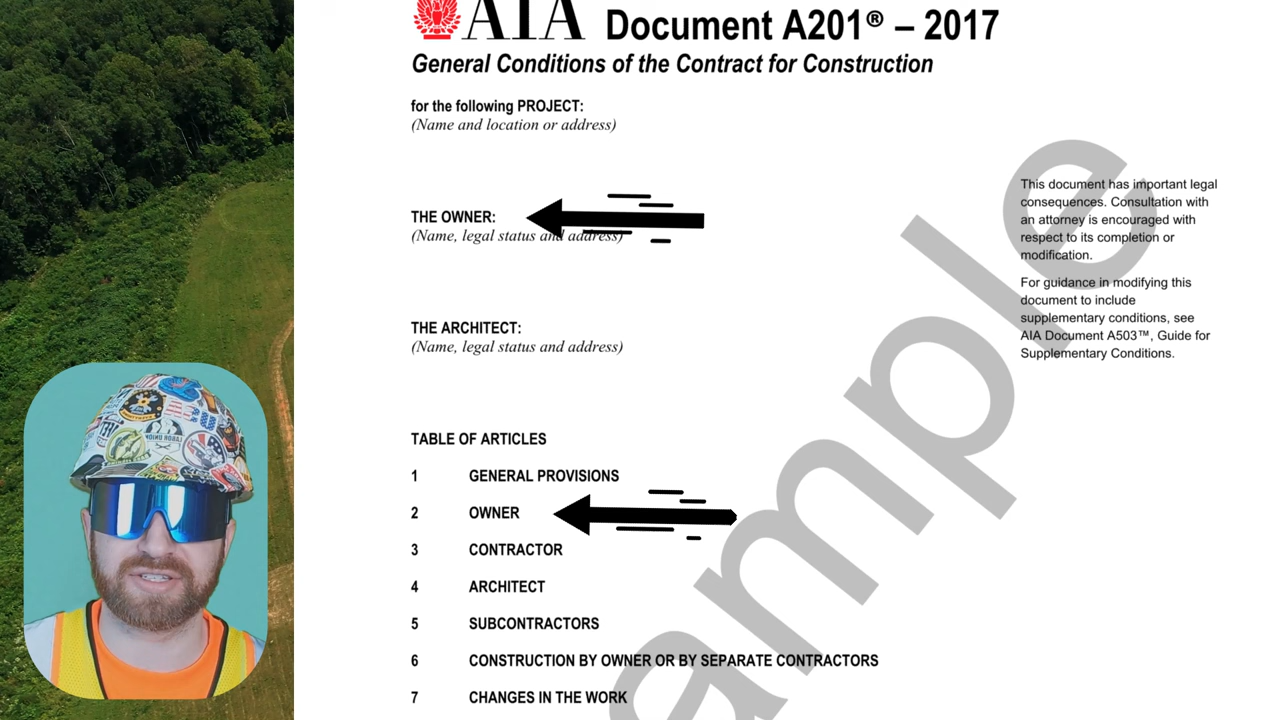 AIA Document A201® – 2017
General Conditions of the Contract for Construction
for the following PROJECT:
(Name and location or address)
THE OWNER:
(Name, legal status and address)
THE ARCHITECT:
(Name, legal status and address)
This document has important legal
consequences. Consultation with
an attorney is encouraged with
respect to its completion or
modification.
For guidance in modifying this
document to include
supplementary conditions, see
AIA Document A503™, Guide for
Supplementary Conditions.
TABLE OF ARTICLES
1 GENERAL PROVISIONS
2 OWNER
3 CONTRACTOR
4 ARCHITECT
5 SUBCONTRACTORS
6 CONSTRUCTION BY OWNER OR BY SEPARATE CONTRACTORS
7 CHANGES IN THE WORK
ample